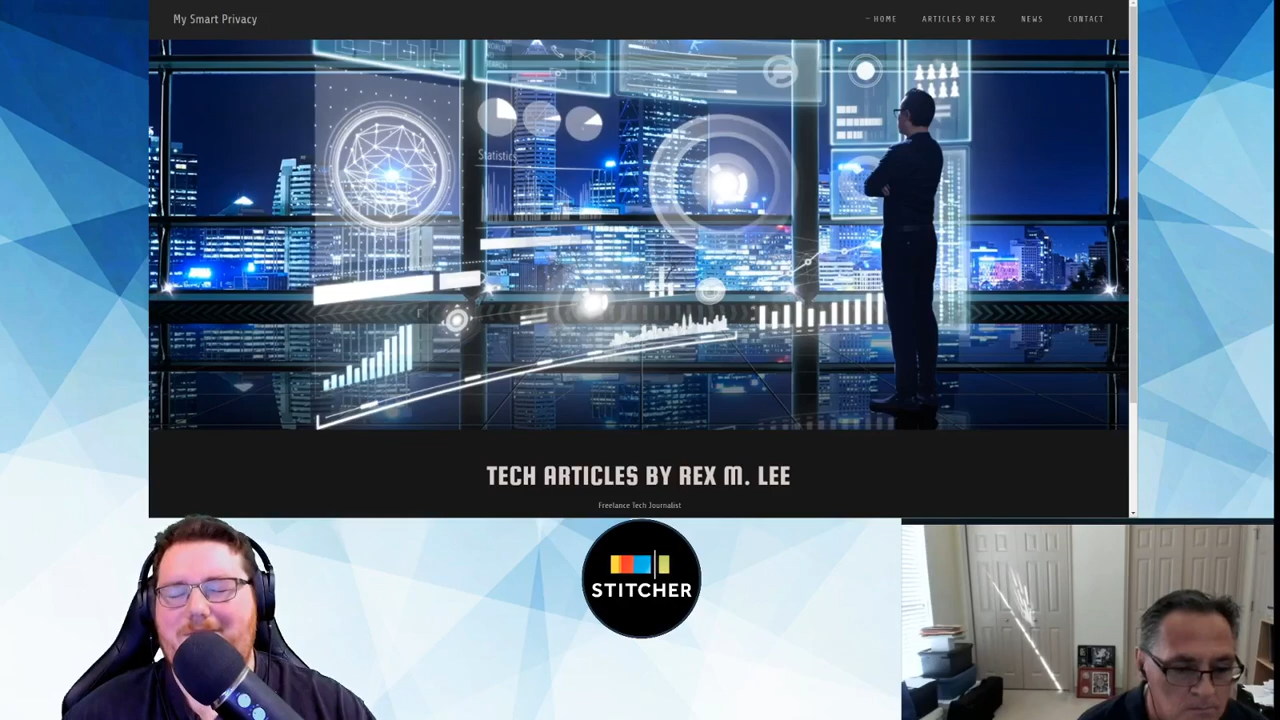 My Smart Privacy
HOME
ARTICLES BY REX
NEWS
CONTACT
Statistics
TECH ARTICLES BY REX M. LEE
Freelance Tech Journalist
STITCHER